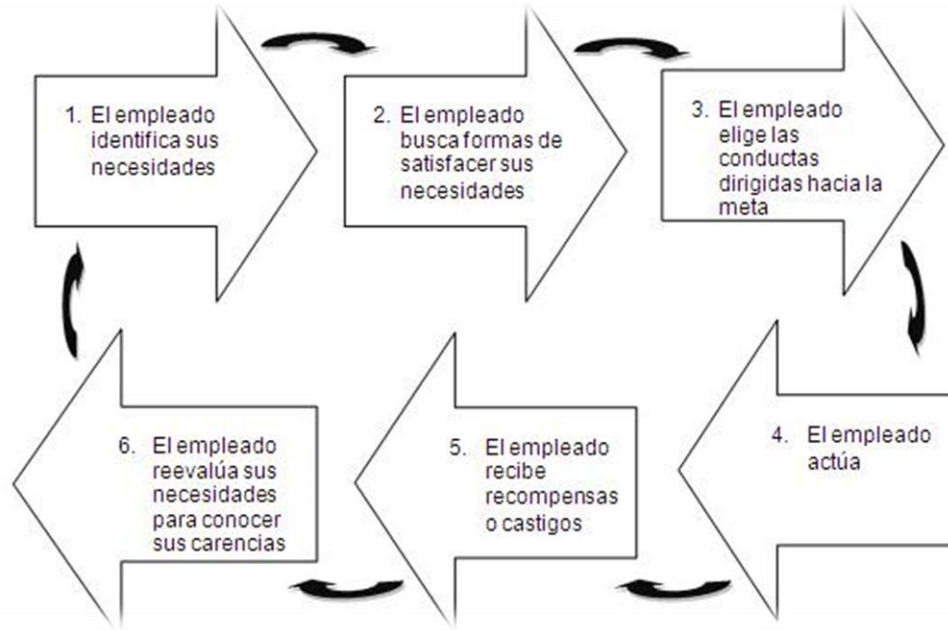 1. El empleado
identifica sus
necesidades
2. El empleado
busca formas de
satisfacer sus
necesidades
3. El empleado
elige las
conductas
dirigidas hacia la
meta
4. El empleado
actúa
5. El empleado
recibe
recompensas
o castigos
6. El empleado
reevalúa sus
necesidades
para conocer
sus carencias